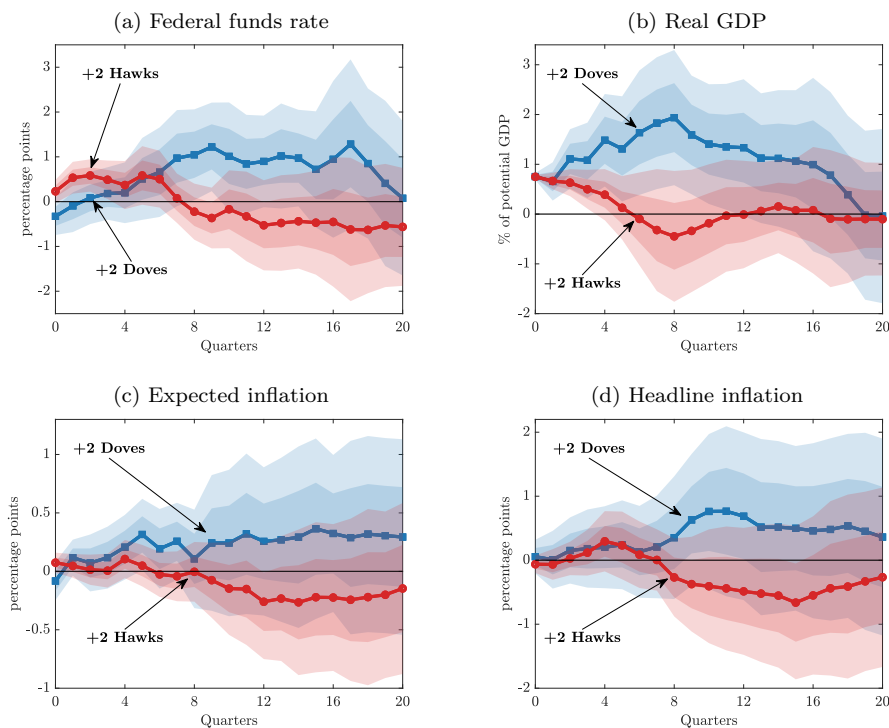 (a) Federal funds rate
percentage points
3
2
1
0
-1
-2
+2 Hawks
+2 Doves
0 4 8 12 16 20
Quarters
(b) Real GDP
% of potential GDP
3
2
1
0
-1
-2
+2 Doves
+2 Hawks
0 4 8 12 16 20
Quarters
(c) Expected inflation
percentage points
1
0.5
0
-0.5
-1
+2 Doves
+2 Hawks
0 4 8 12 16 20
Quarters
(d) Headline inflation
percentage points
2
1
0
-1
-2
+2 Doves
+2 Hawks
0 4 8 12 16 20
Quarters